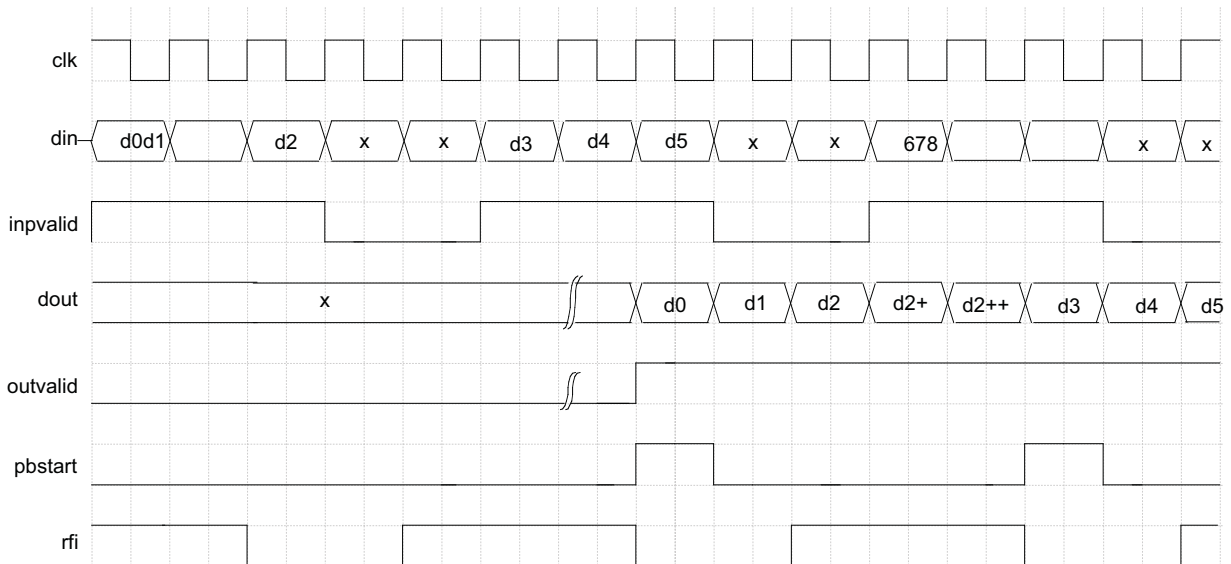 clk
din d0d1 d2 x x d3 d4 d5 x x 678 x x
inpvalid
dout x d0 d1 d2 d2+ d2++ d3 d4 d5
outvalid
pbstart
rfi